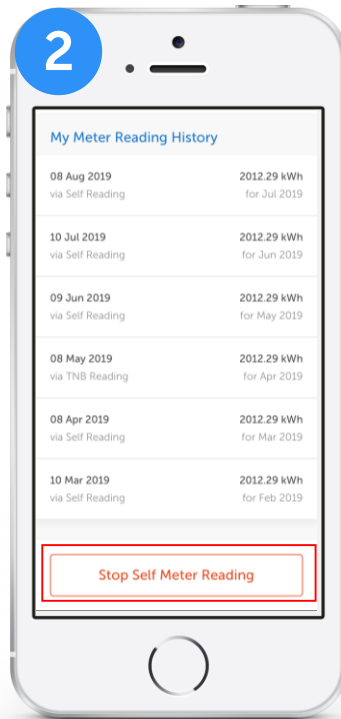 2
My Meter Reading History
08 Aug 2019 2012.29 kWh
via Self Reading for Jul 2019
10 Jul 2019 2012.29 kWh
via Self Reading for Jun 2019
09 Jun 2019 2012.29 kWh
via Self Reading for May 2019
08 May 2019 2012.29 kWh
via TNB Reading for Apr 2019
08 Apr 2019 2012.29 kWh
via Self Reading for Mar 2019
10 Mar 2019 2012.29 kWh
via Self Reading for Feb 2019
Stop Self Meter Reading